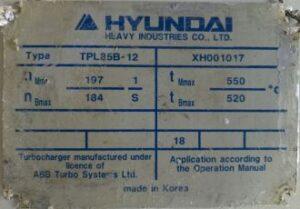 HYUNDAI
HEAVY INDUSTRIES CO., LTD.
Type TPL85B-12 XH001017
n Mmax 197 1 t Mmax 550 °C
n Bmax 184 S t Bmax 520
18
Turbocharger manufactured under
licence of
ABB Turbo Systems Ltd.
Application according to
the Operation Manual
made in Korea